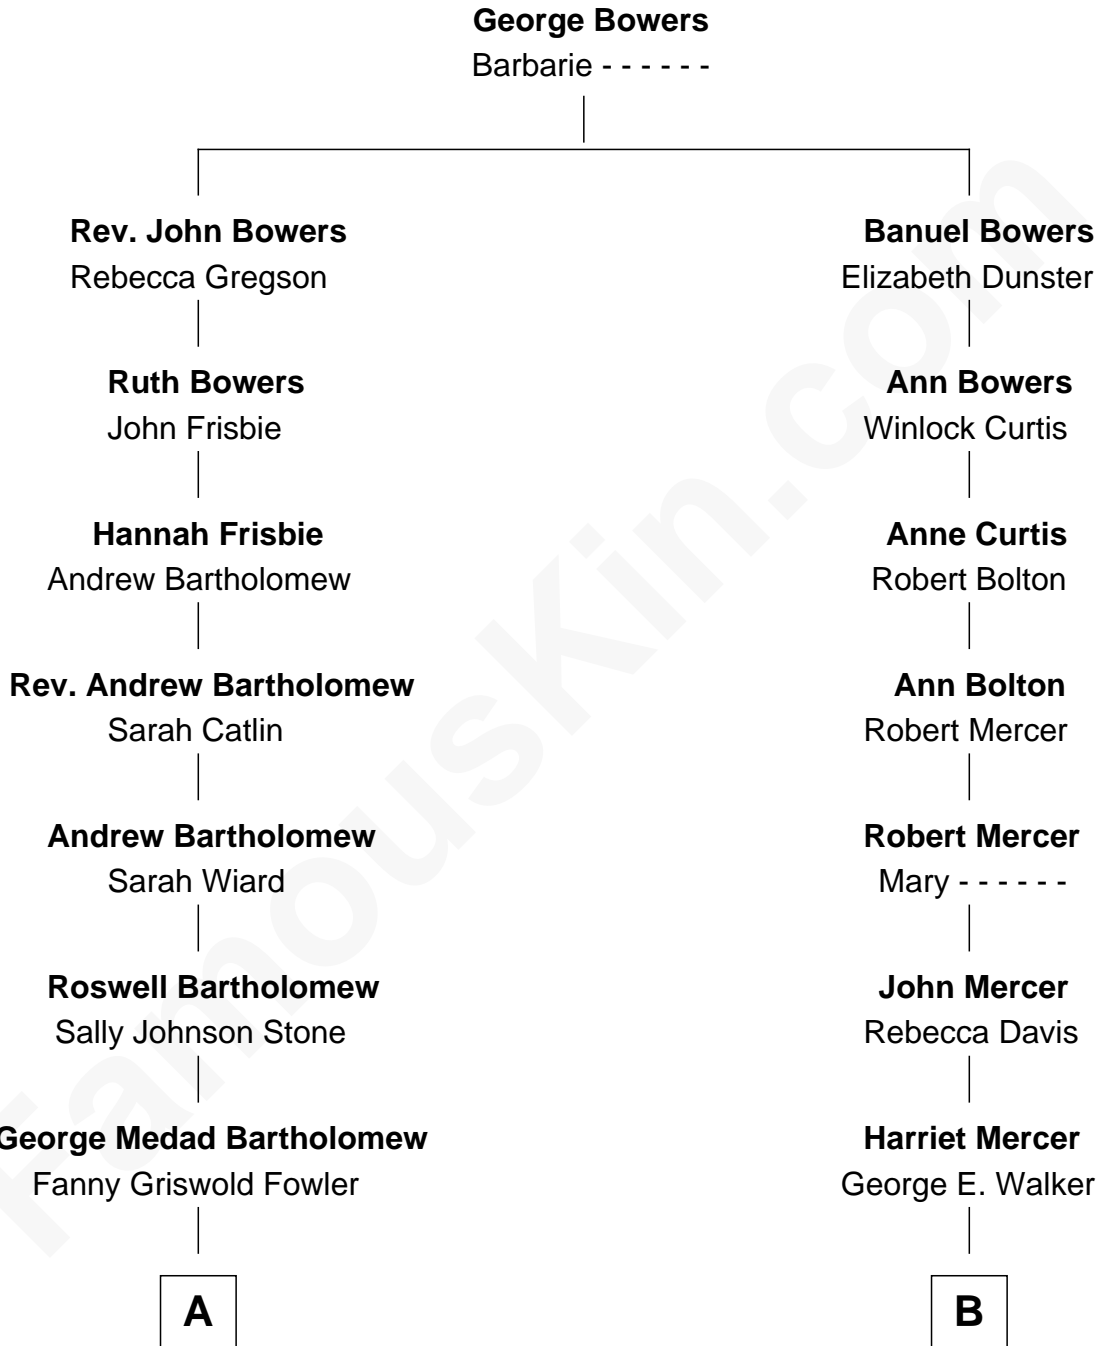 George Bowers
Barbarie - - - - - -
Rev. John Bowers
Rebecca Gregson
Banuel Bowers
Elizabeth Dunster
Ruth Bowers
John Frisbie
Ann Bowers
Winlock Curtis
Hannah Frisbie
Andrew Bartholomew
Anne Curtis
Robert Bolton
Rev. Andrew Bartholomew
Sarah Catlin
Ann Bolton
Robert Mercer
Andrew Bartholomew
Sarah Wiard
Robert Mercer
Mary - - - - - -
Roswell Bartholomew
Sally Johnson Stone
John Mercer
Rebecca Davis
George Medad Bartholomew
Fanny Griswold Fowler
Harriet Mercer
George E. Walker
A
B
FamousKin.com